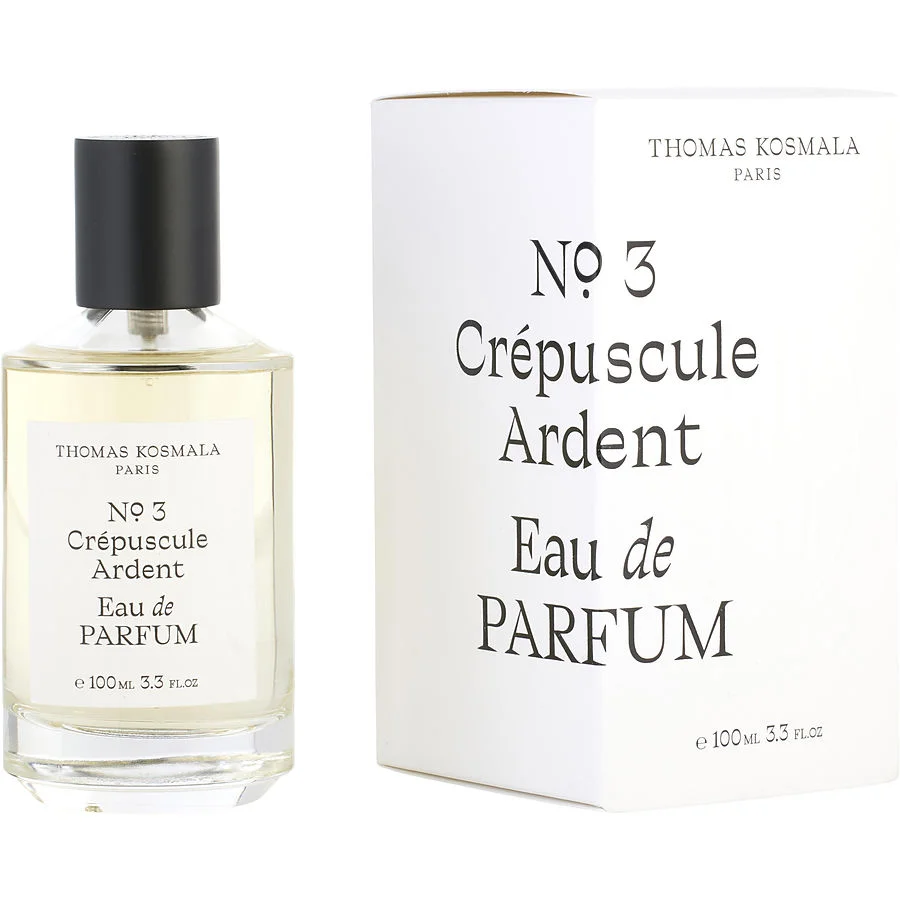 THOMAS KOSMALA
PARIS
Nº 3
Crépuscule
Ardent
Eau de
PARFUM
e 100ML 3.3 FL.OZ
THOMAS KOSMALA
PARIS
Nº 3
Crépuscule
Ardent
Eau de
PARFUM
e 100ML 3.3 FL.OZ